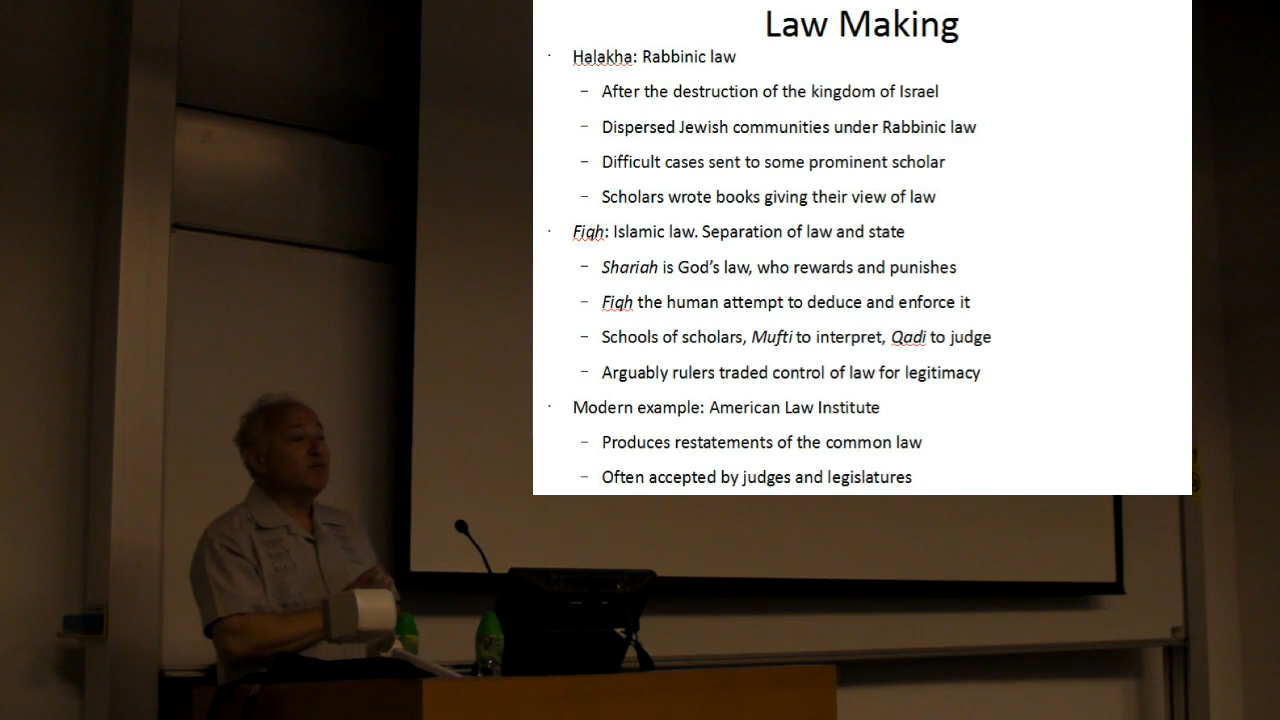 Law Making
· Halakha: Rabbinic law
– After the destruction of the kingdom of Israel
– Dispersed Jewish communities under Rabbinic law
– Difficult cases sent to some prominent scholar
– Scholars wrote books giving their view of law
· Fiqh: Islamic law. Separation of law and state
– Shariah is God’s law, who rewards and punishes
– Fiqh the human attempt to deduce and enforce it
– Schools of scholars, Mufti to interpret, Qadi to judge
– Arguably rulers traded control of law for legitimacy
· Modern example: American Law Institute
– Produces restatements of the common law
– Often accepted by judges and legislatures